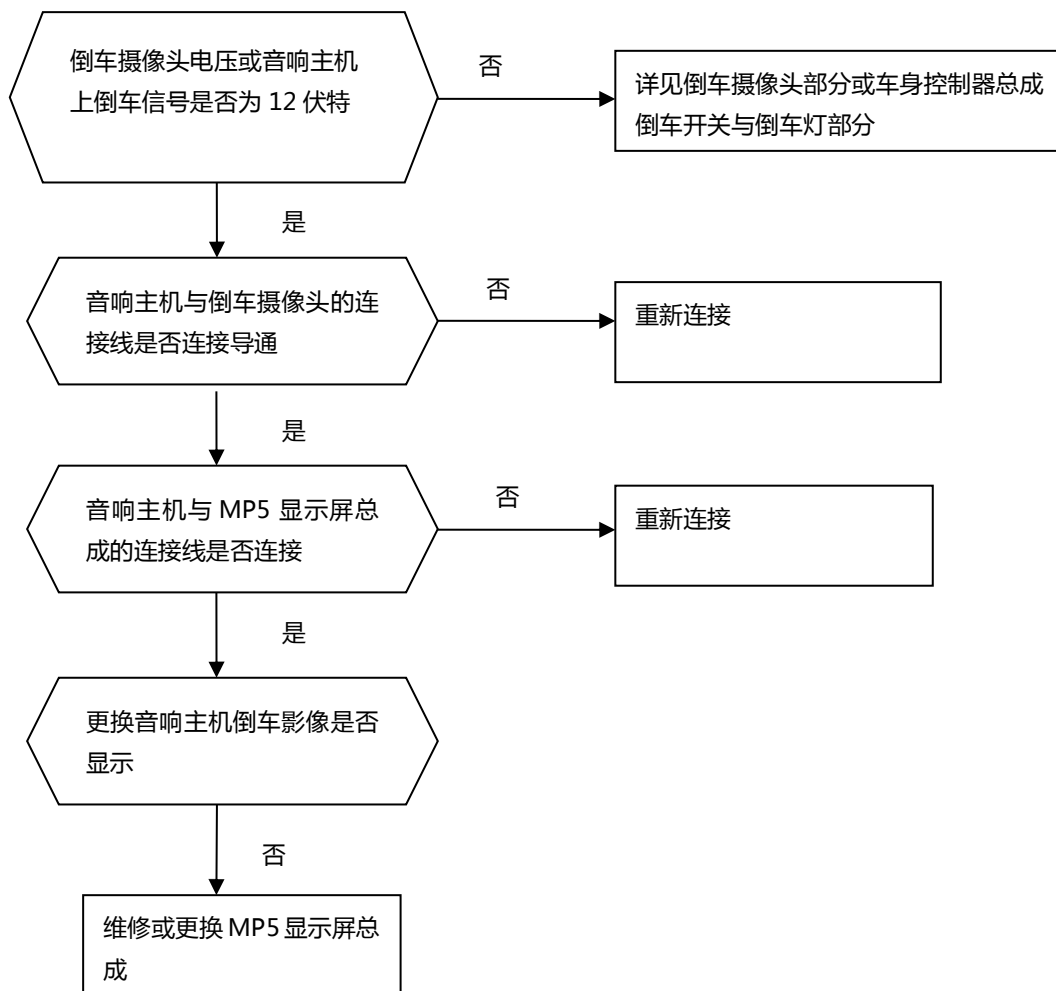 倒车摄像头电压或音响主机
上倒车信号是否为 12 伏特
否
详见倒车摄像头部分或车身控制器总成
倒车开关与倒车灯部分
是
音响主机与倒车摄像头的连
接线是否连接导通
否
重新连接
是
音响主机与 MP5 显示屏总
成的连接线是否连接
否
重新连接
是
更换音响主机倒车影像是否
显示
否
维修或更换 MP5 显示屏总
成